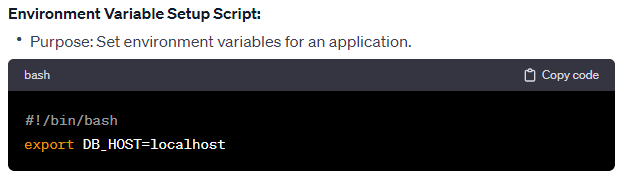 Environment Variable Setup Script:
• Purpose: Set environment variables for an application.
bash Copy code
#!/bin/bash
export DB_HOST=localhost